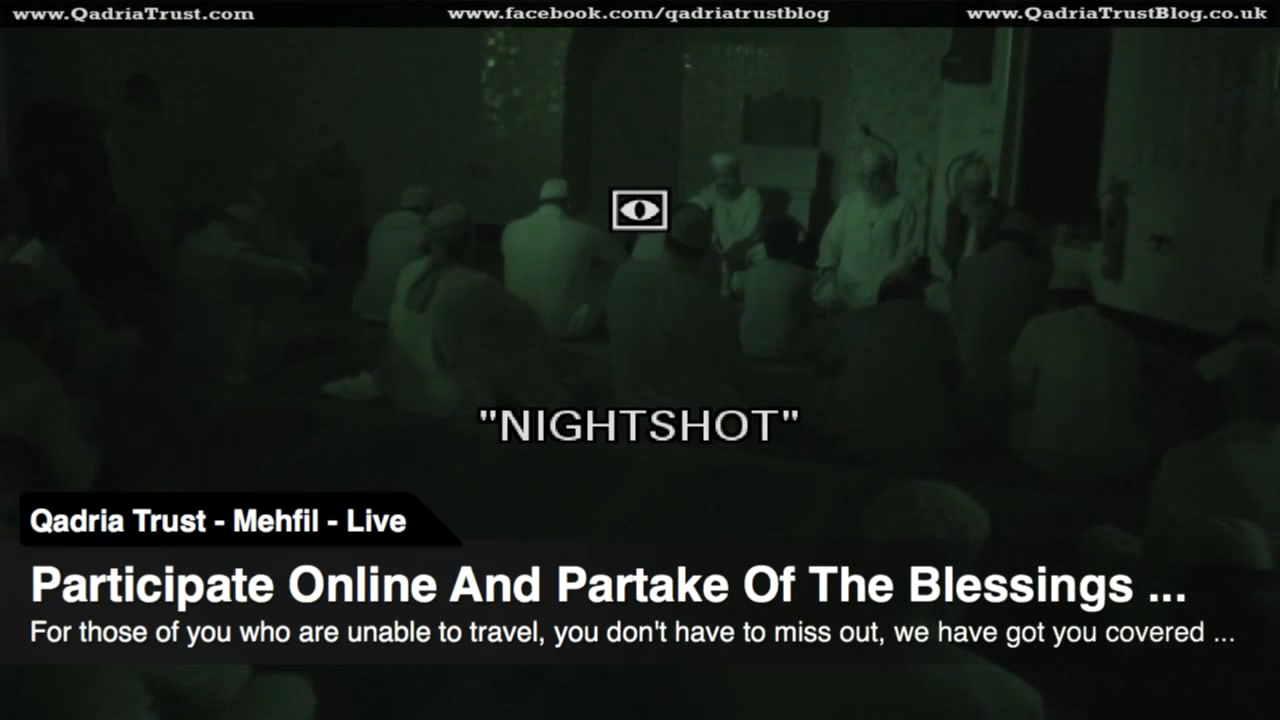 www.QadriaTrust.com
www.facebook.com/qadriatrustblog
www.QadriaTrustBlog.co.uk
"NIGHTSHOT"
Qadria Trust - Mehfil - Live
Participate Online And Partake Of The Blessings ...
For those of you who are unable to travel, you don't have to miss out, we have got you covered ...